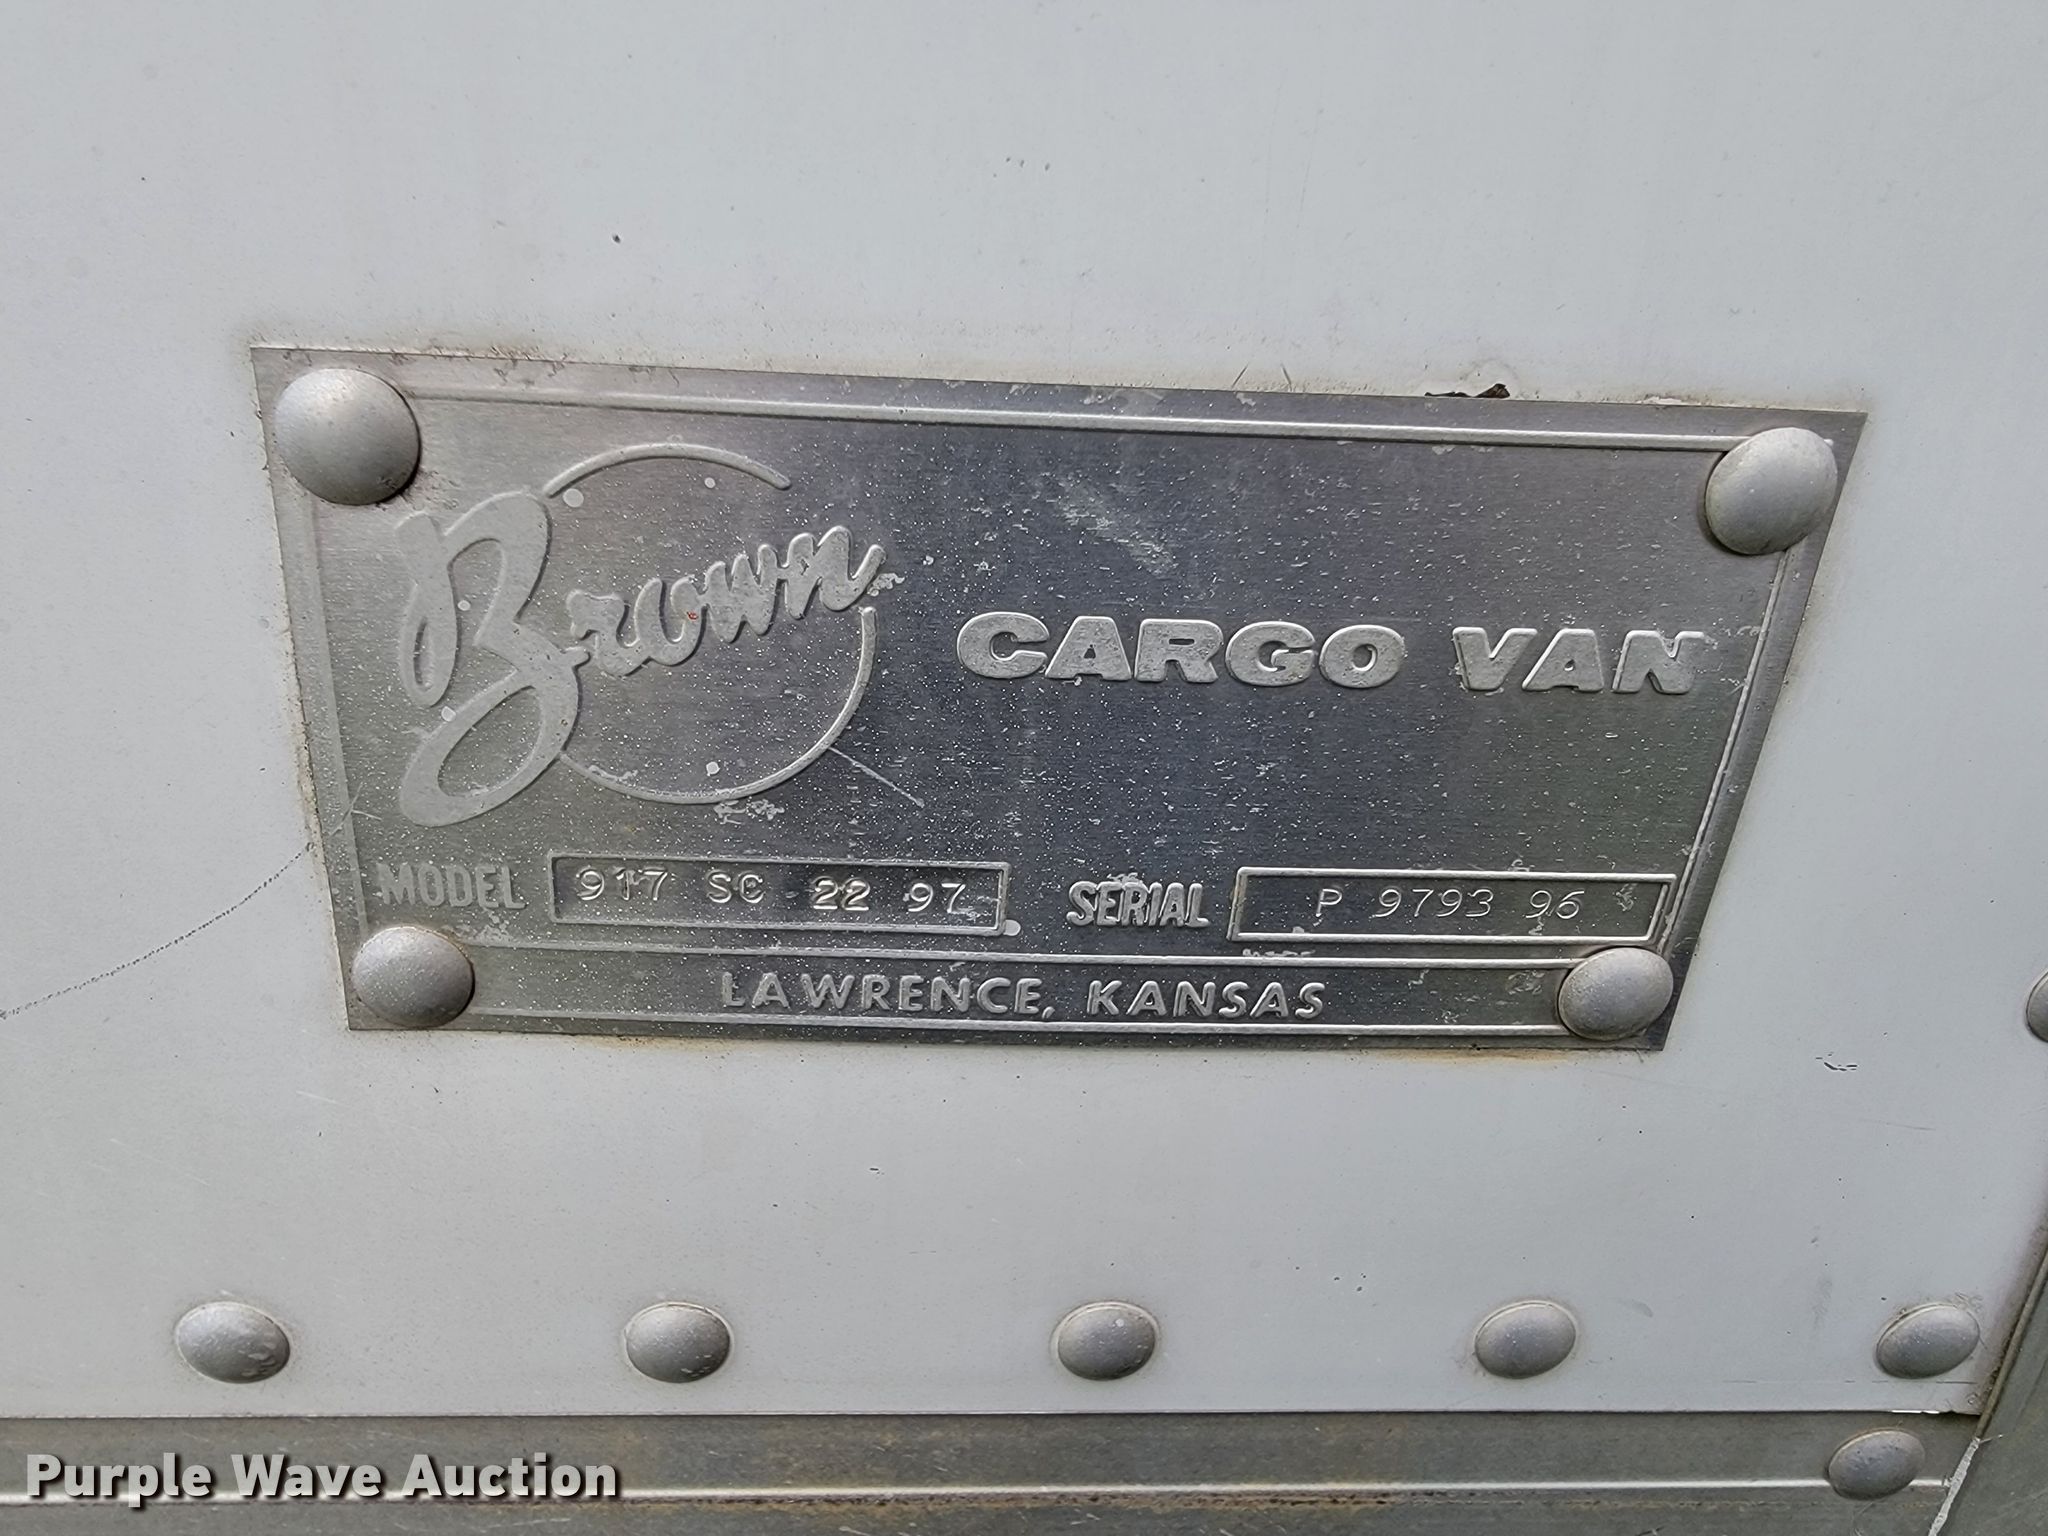 Brown CARGO VAN
MODEL 917 SC 22 97 SERIAL P 9793 96
LAWRENCE, KANSAS
Purple Wave Auction